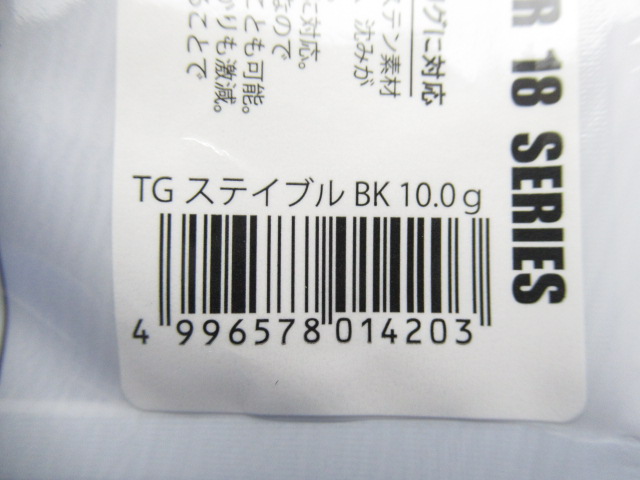 グに対応
ステン素材
、沈みが
に対応。
なので
ことも可能。
かりも激減。
ることで
R 18 SERIES
TG ステイブル BK 10.0g
4 996578 014203